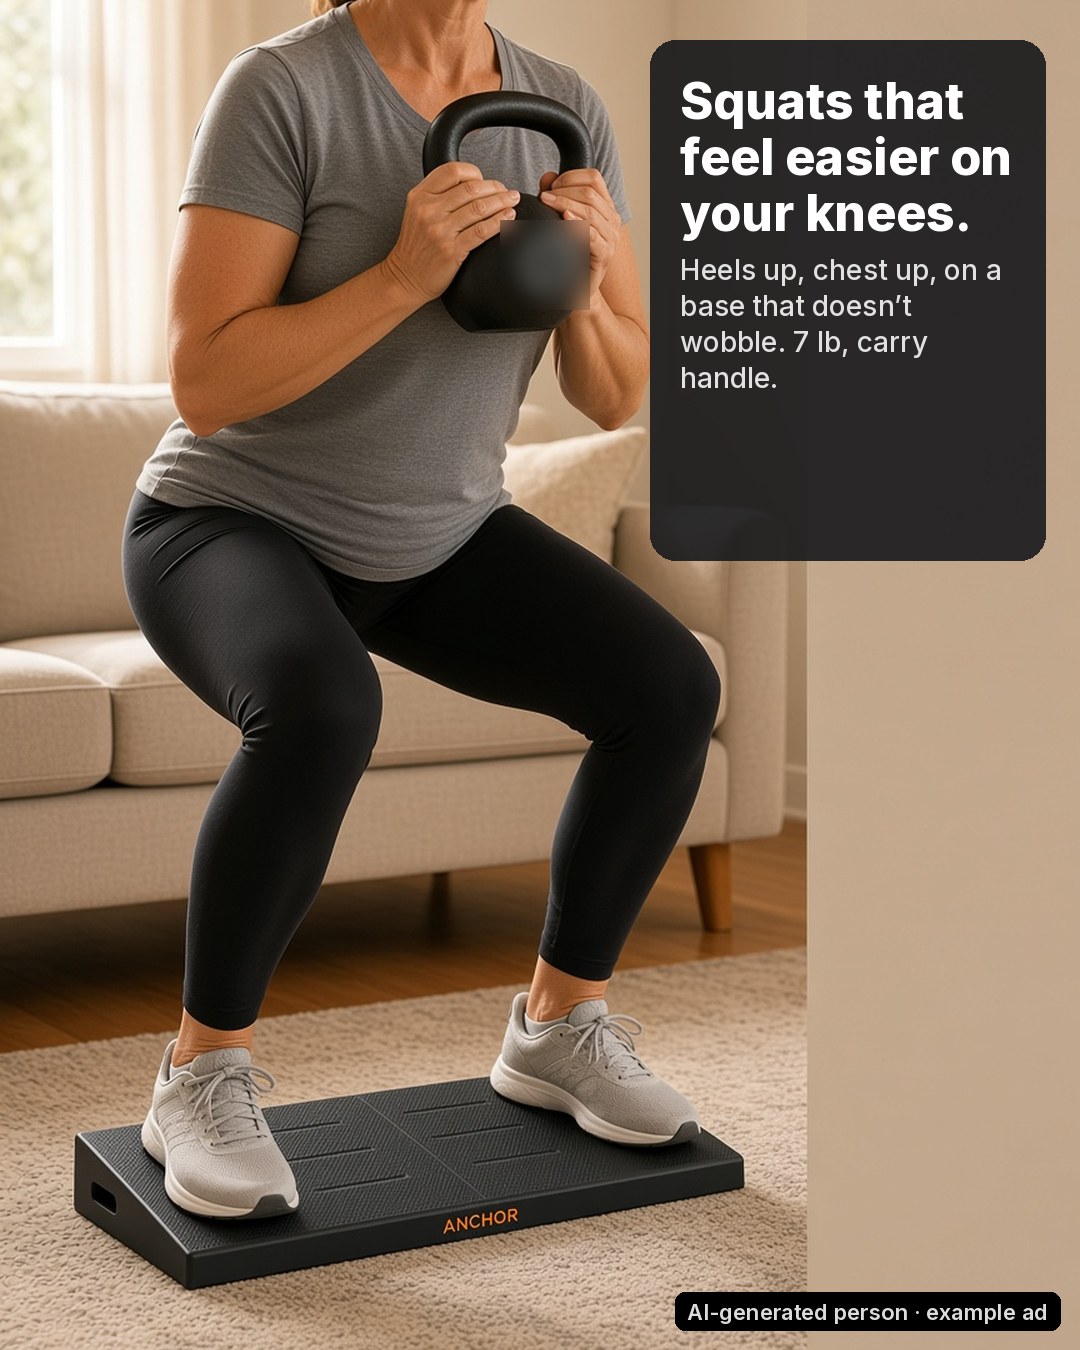 Squats that
feel easier on
your knees.
Heels up, chest up, on a
base that doesn’t
wobble. 7 lb, carry
handle.
ANCHOR
AI-generated person · example ad